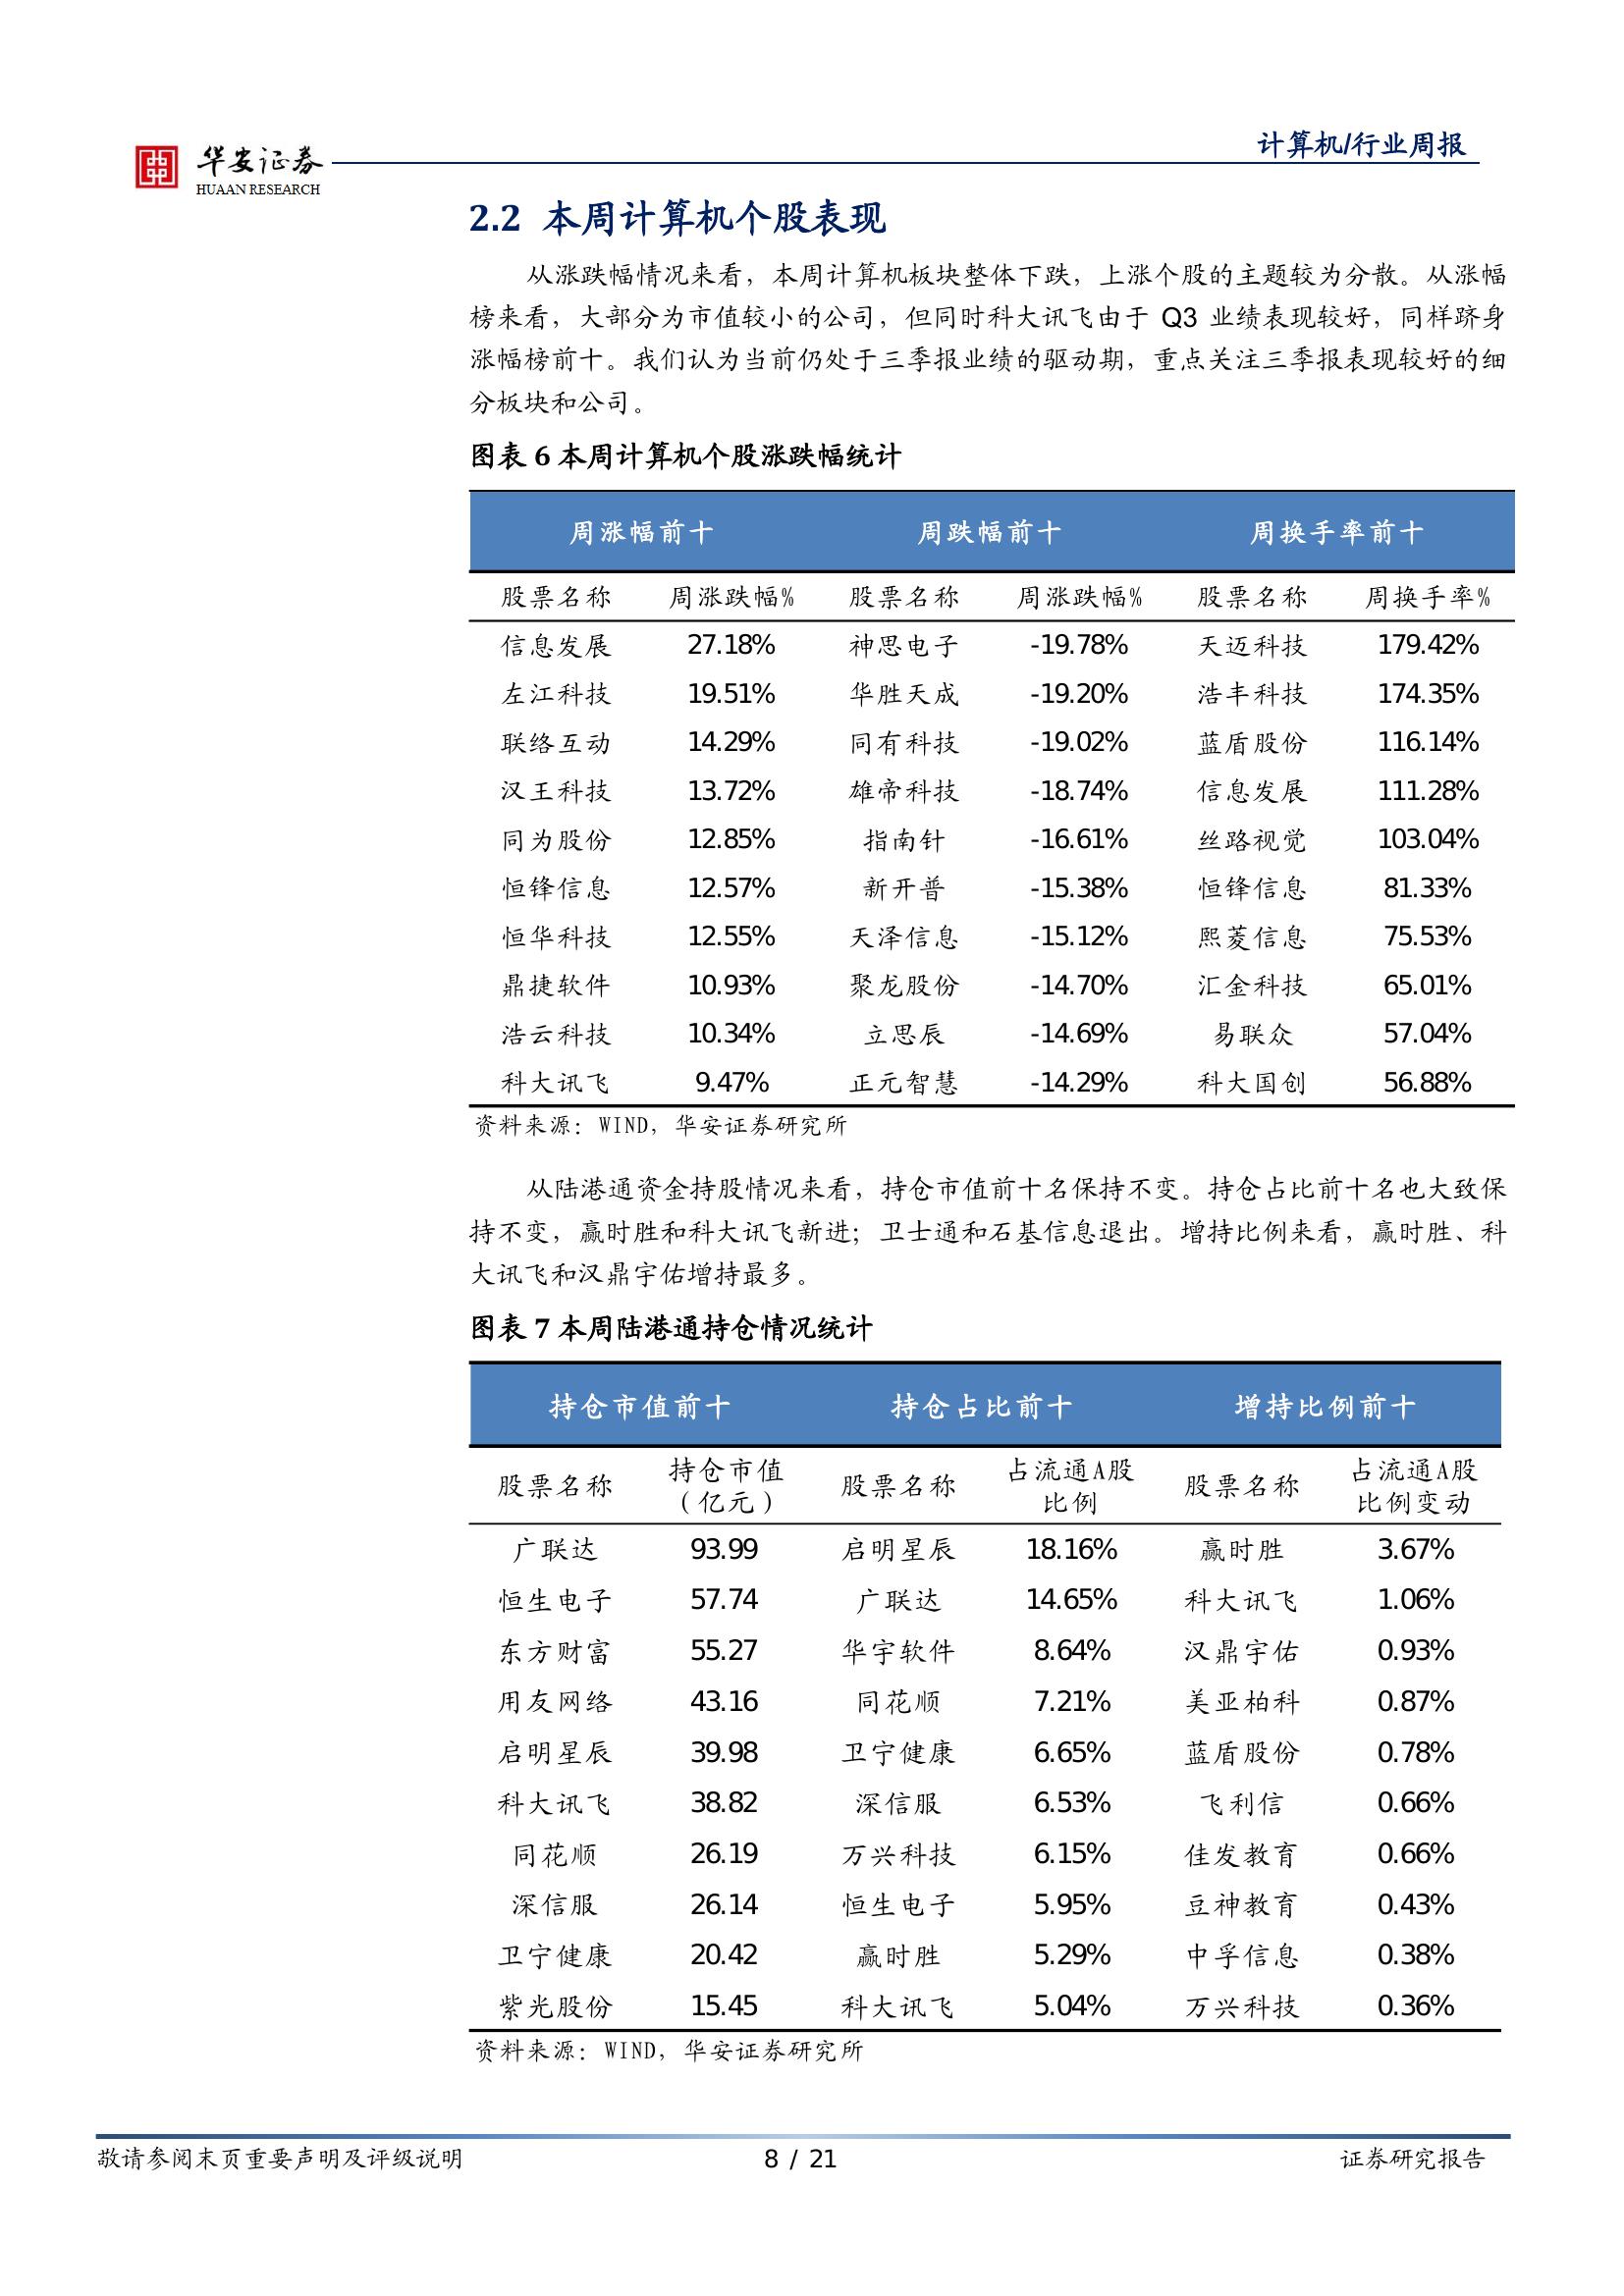 华安证券
HUAAN RESEARCH
计算机/行业周报
2.2 本周计算机个股表现
从涨跌幅情况来看，本周计算机板块整体下跌，上涨个股的主题较为分散。从涨幅
榜来看，大部分为市值较小的公司，但同时科大讯飞由于 Q3 业绩表现较好，同样跻身
涨幅榜前十。我们认为当前仍处于三季报业绩的驱动期，重点关注三季报表现较好的细
分板块和公司。
图表 6 本周计算机个股涨跌幅统计
周涨幅前十 周跌幅前十 周换手率前十
股票名称 周涨跌幅% 股票名称 周涨跌幅% 股票名称 周换手率%
信息发展 27.18% 神思电子 -19.78% 天迈科技 179.42%
左江科技 19.51% 华胜天成 -19.20% 浩丰科技 174.35%
联络互动 14.29% 同有科技 -19.02% 蓝盾股份 116.14%
汉王科技 13.72% 雄帝科技 -18.74% 信息发展 111.28%
同为股份 12.85% 指南针 -16.61% 丝路视觉 103.04%
恒锋信息 12.57% 新开普 -15.38% 恒锋信息 81.33%
恒华科技 12.55% 天泽信息 -15.12% 熙菱信息 75.53%
鼎捷软件 10.93% 聚龙股份 -14.70% 汇金科技 65.01%
浩云科技 10.34% 立思辰 -14.69% 易联众 57.04%
科大讯飞 9.47% 正元智慧 -14.29% 科大国创 56.88%
资料来源：WIND，华安证券研究所
从陆港通资金持股情况来看，持仓市值前十名保持不变。持仓占比前十名也大致保
持不变，赢时胜和科大讯飞新进；卫士通和石基信息退出。增持比例来看，赢时胜、科
大讯飞和汉鼎宇佑增持最多。
图表 7 本周陆港通持仓情况统计
持仓市值前十 持仓占比前十 增持比例前十
股票名称 持仓市值（亿元） 股票名称 占流通A股比例 股票名称 占流通A股比例变动
广联达 93.99 启明星辰 18.16% 赢时胜 3.67%
恒生电子 57.74 广联达 14.65% 科大讯飞 1.06%
东方财富 55.27 华宇软件 8.64% 汉鼎宇佑 0.93%
用友网络 43.16 同花顺 7.21% 美亚柏科 0.87%
启明星辰 39.98 卫宁健康 6.65% 蓝盾股份 0.78%
科大讯飞 38.82 深信服 6.53% 飞利信 0.66%
同花顺 26.19 万兴科技 6.15% 佳发教育 0.66%
深信服 26.14 恒生电子 5.95% 豆神教育 0.43%
卫宁健康 20.42 赢时胜 5.29% 中孚信息 0.38%
紫光股份 15.45 科大讯飞 5.04% 万兴科技 0.36%
资料来源：WIND，华安证券研究所
敬请参阅末页重要声明及评级说明 8 / 21 证券研究报告